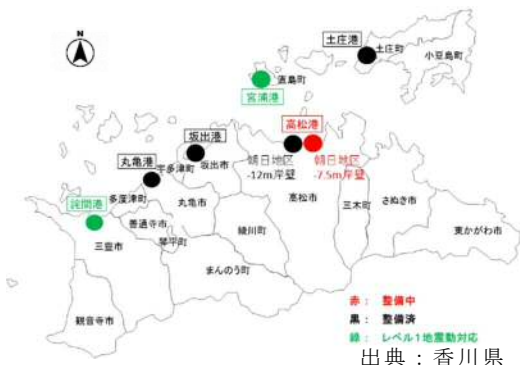 N
土庄港
土庄町
小豆島町
直島町
宮浦港
高松港
坂出港
朝日地区
-12m岸壁
朝日地区
-7.5m岸壁
丸亀港
宇多津町
坂出市
多度津町
丸亀市
詫間港
善通寺市
琴平町
三豊市
綾川町
高松市
三木町
さぬき市
東かがわ市
まんのう町
観音寺市
赤： 整備中
黒： 整備済
緑： レベル1地震動対応
出典：香川県